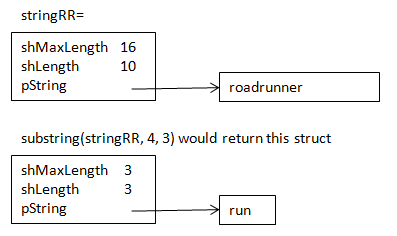 stringRR=
shMaxLength 16
shLength 10
pString
roadrunner
substring(stringRR, 4, 3) would return this struct
shMaxLength 3
shLength 3
pString
run